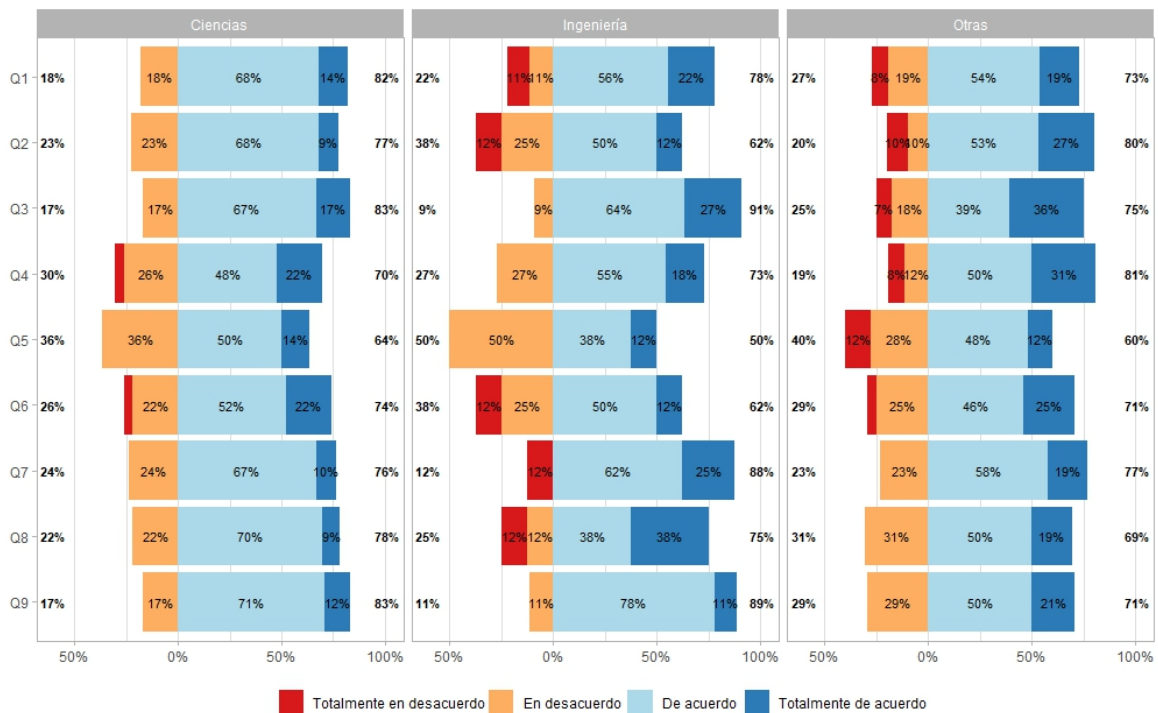 Ciencias Ingeniería Otras
Q1 18% 18% 68% 14% 82% 22% 11% 11% 56% 22% 78% 27% 8% 19% 54% 19% 73%
Q2 23% 23% 68% 9% 77% 38% 12% 25% 50% 12% 62% 20% 10% 10% 53% 27% 80%
Q3 17% 17% 67% 17% 83% 9% 9% 64% 27% 91% 25% 7% 18% 39% 36% 75%
Q4 30% 26% 48% 22% 70% 27% 27% 55% 18% 73% 19% 8% 12% 50% 31% 81%
Q5 36% 36% 50% 14% 64% 50% 50% 38% 12% 50% 40% 12% 28% 48% 12% 60%
Q6 26% 22% 52% 22% 74% 38% 12% 25% 50% 12% 62% 29% 25% 46% 25% 71%
Q7 24% 24% 67% 10% 76% 12% 12% 62% 25% 88% 23% 23% 58% 19% 77%
Q8 22% 22% 70% 9% 78% 25% 12% 12% 38% 38% 75% 31% 31% 50% 19% 69%
Q9 17% 17% 71% 12% 83% 11% 11% 78% 11% 89% 29% 29% 50% 21% 71%
50% 0% 50% 100% 50% 0% 50% 100% 50% 0% 50% 100%
Totalmente en desacuerdo En desacuerdo De acuerdo Totalmente de acuerdo